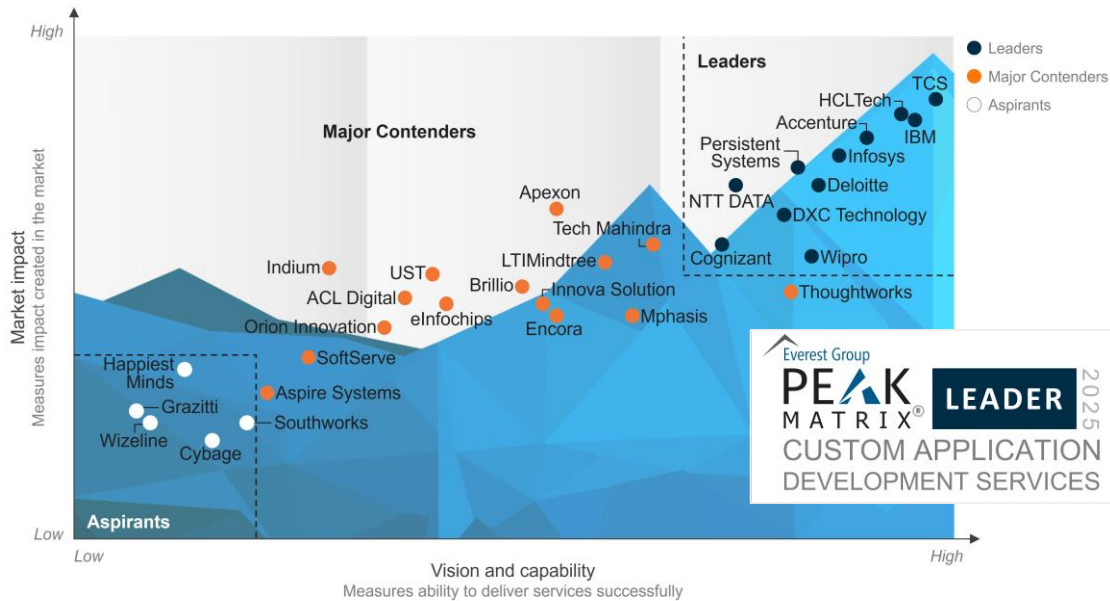 High
Leaders
Leaders
Major Contenders
Aspirants
TCS
HCLTech
Accenture
IBM
Major Contenders
Persistent
Systems
Infosys
Deloitte
NTT DATA
Apexon
DXC Technology
Tech Mahindra
Cognizant
Wipro
LTIMindtree
Indium
UST
Brillio
Innova Solution
Thoughtworks
ACL Digital
eInfochips
Encora
Mphasis
Orion Innovation
SoftServe
Happiest
Minds
Aspire Systems
Grazitti
Southworks
Wizeline
Cybage
Aspirants
Market impact
Measures impact created in the market
Low
Low
High
Vision and capability
Measures ability to deliver services successfully
Everest Group
PEAK
MATRIX®
LEADER
2025
CUSTOM APPLICATION
DEVELOPMENT SERVICES